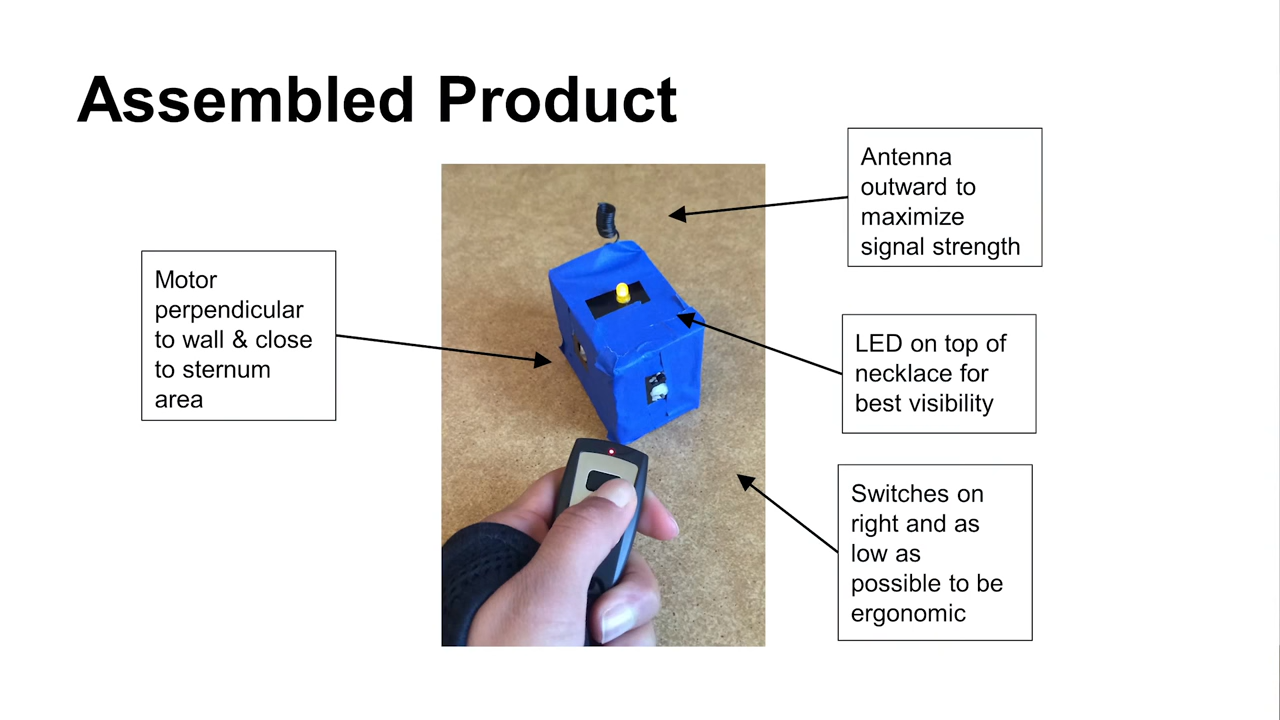 Assembled Product
Antenna
outward to
maximize
signal strength
Motor
perpendicular
to wall & close
to sternum
area
LED on top of
necklace for
best visibility
Switches on
right and as
low as
possible to be
ergonomic